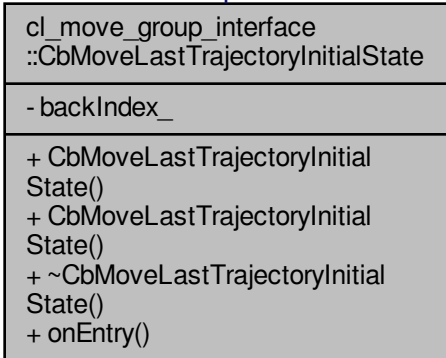 cl_move_group_interface
::CbMoveLastTrajectoryInitialState
- backIndex_
+ CbMoveLastTrajectoryInitial
State()
+ CbMoveLastTrajectoryInitial
State()
+ ~CbMoveLastTrajectoryInitial
State()
+ onEntry()